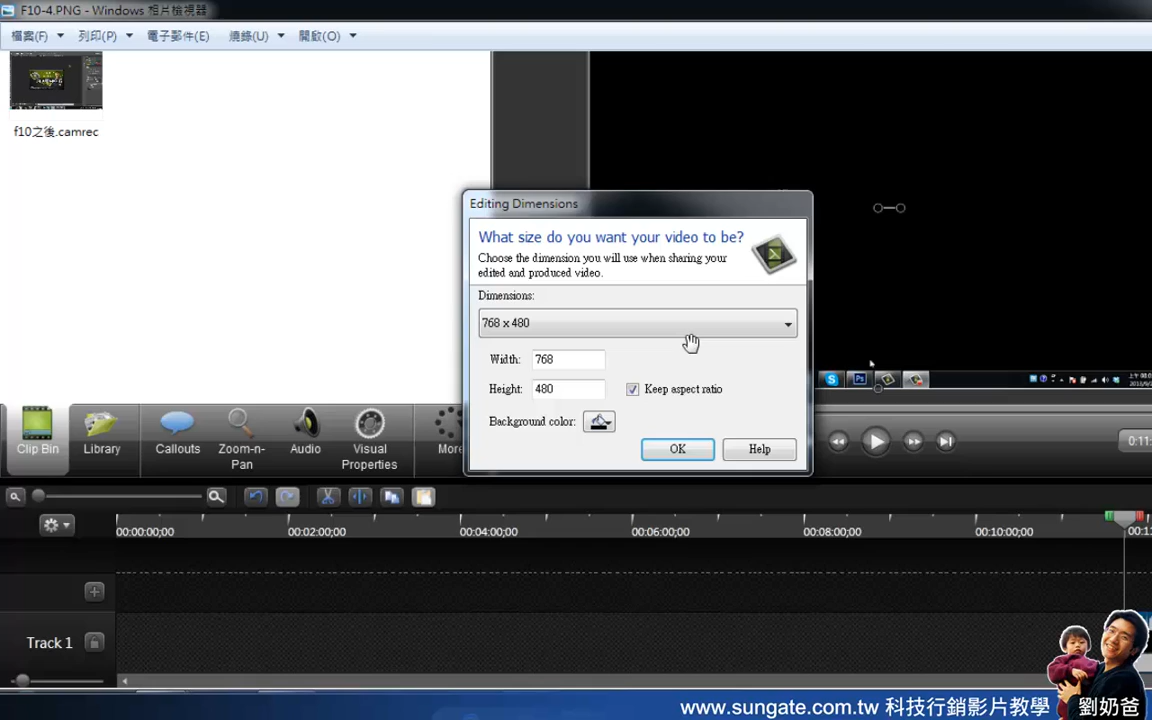 F10-4.PNG - Windows 相片檢視器
檔案(F) 列印(P) 電子郵件(E) 燒錄(U) 開啟(O)
f10之後.camrec
Editing Dimensions
What size do you want your video to be?
Choose the dimension you will use when sharing your
edited and produced video.
Dimensions:
768 x 480
Width: 768
Height: 480 Keep aspect ratio
Background color:
OK Help
Clip Bin Library Callouts Zoom-n-Pan Audio Visual Properties More
0:11:
00:00:00;00 00:02:00;00 00:04:00;00 00:06:00;00 00:08:00;00 00:10:00;00
Track 1
www.sungate.com.tw 科技行銷影片教學 劉奶爸